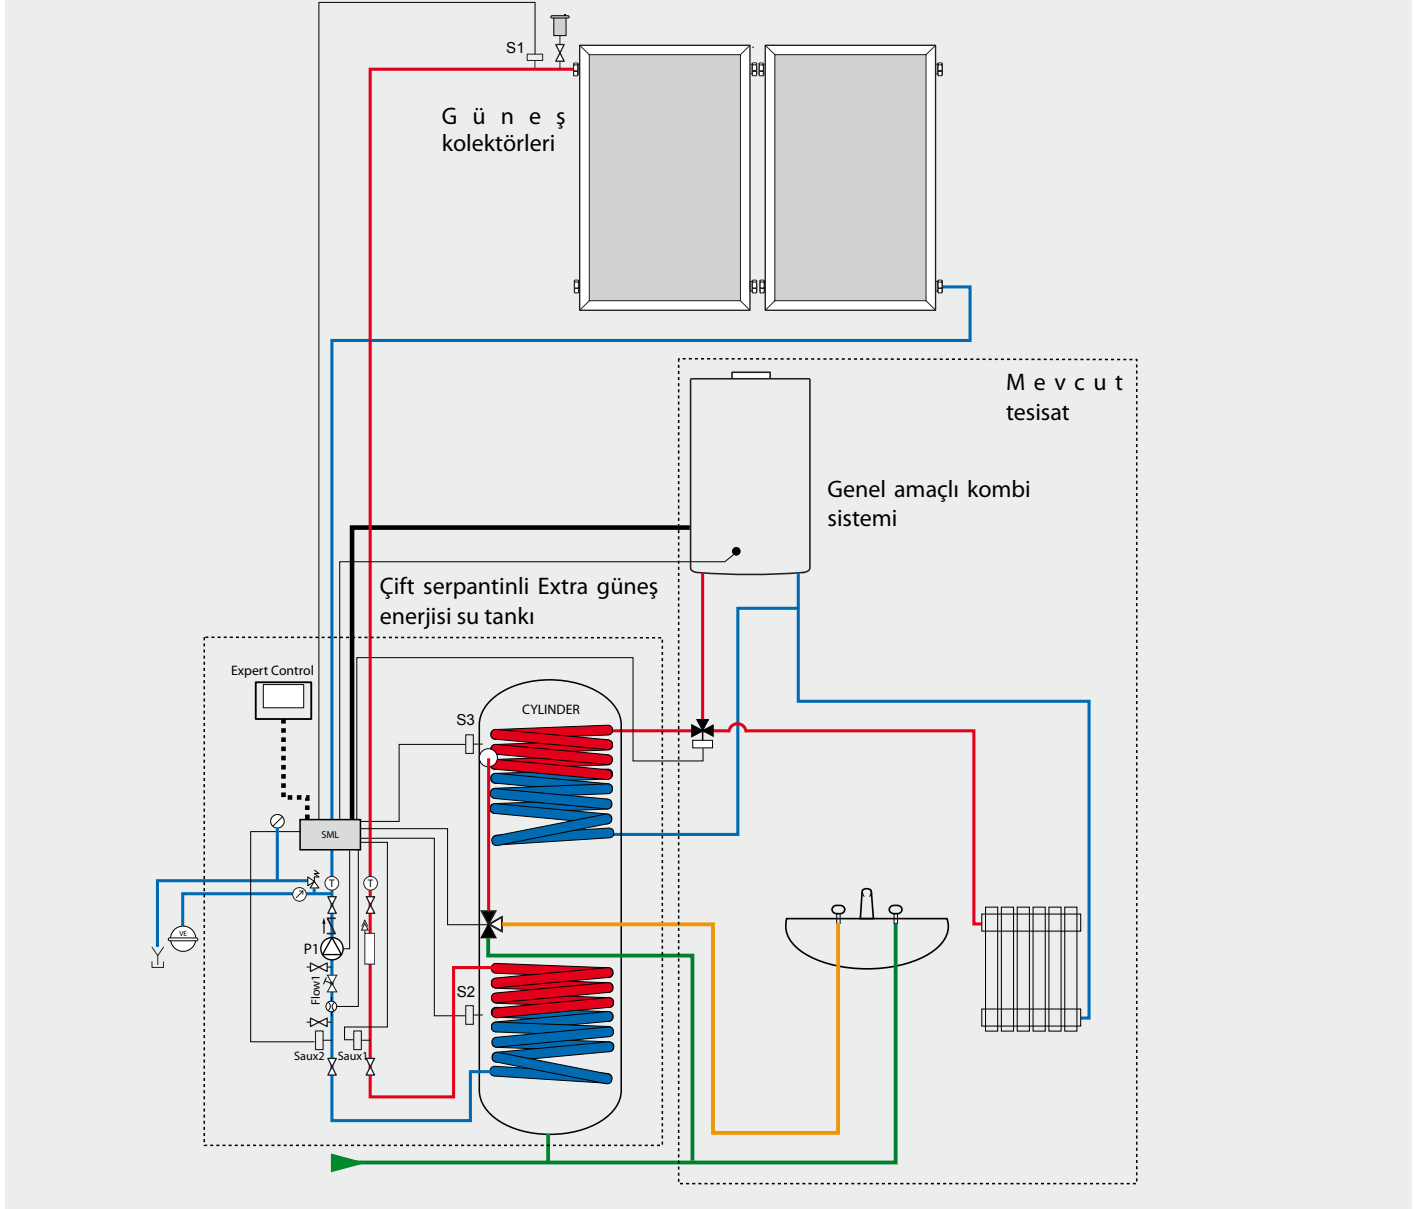 S1
G ü n e ş
kolektörleri
M e v c u t
tesisat
Genel amaçlı kombi
sistemi
Çift serpantinli Extra güneş
enerjisi su tankı
Expert Control
CYLINDER
S3
SML
T
T
VE
P1
Flow1
S2
Saux2
Saux1